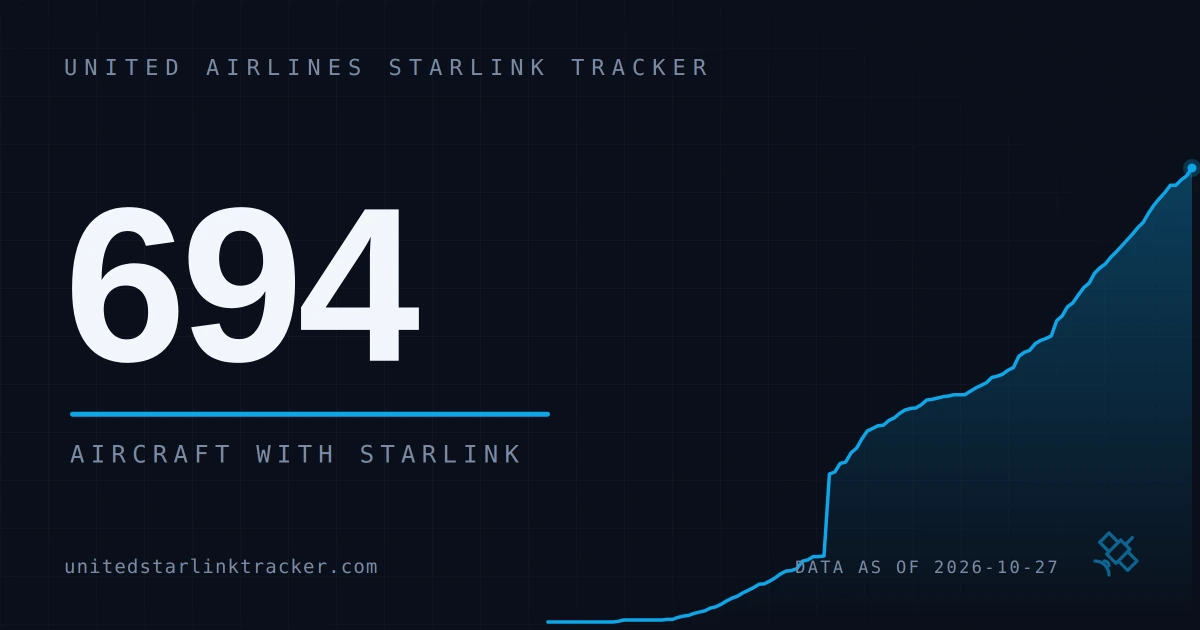 UNITED AIRLINES STARLINK TRACKER
694
AIRCRAFT WITH STARLINK
unitedstarlinktracker.com
DATA AS OF 2026-10-27